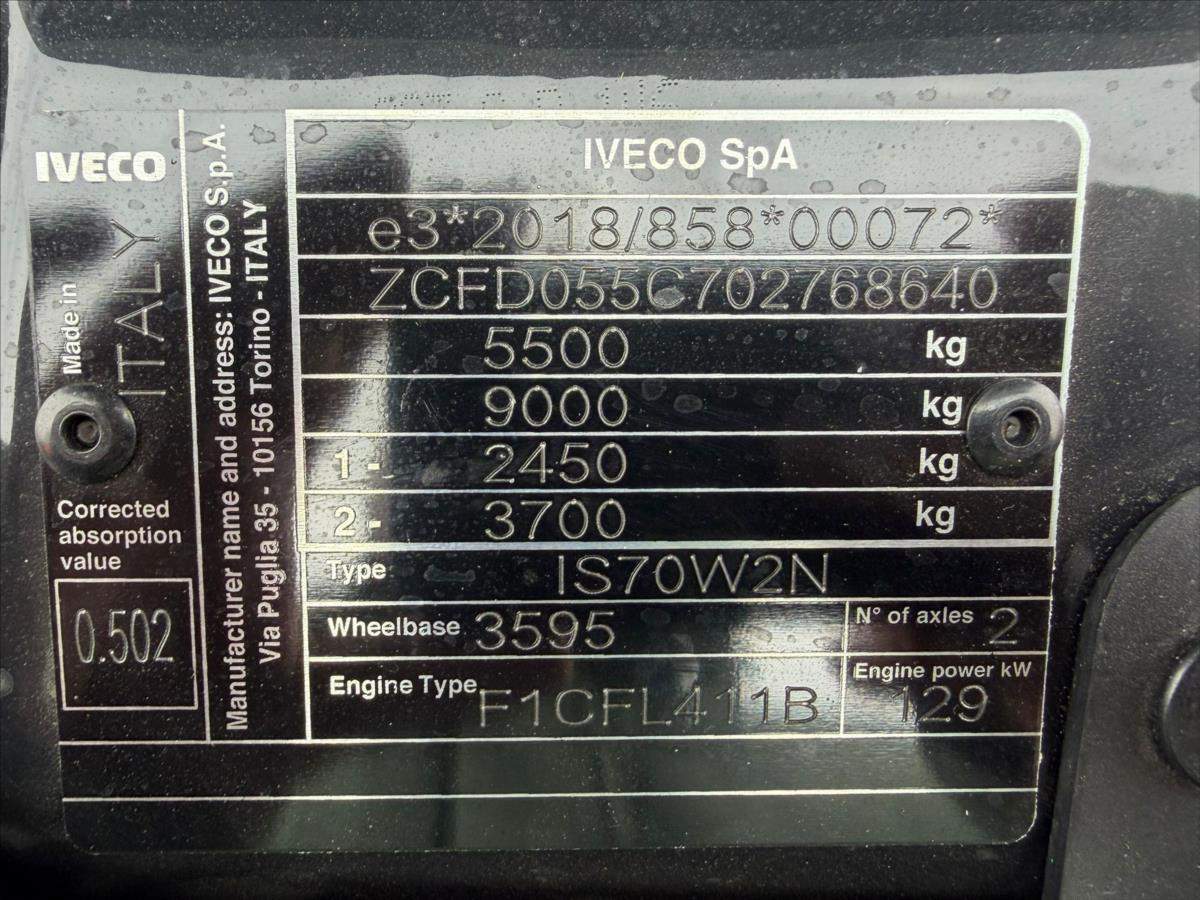 IVECO
Made in
ITALY
Corrected
absorption
value
0.502
Manufacturer name and address: IVECO S.p.A.
Via Puglia 35 - 10156 Torino - ITALY
IVECO SpA
e3*2018/858*00072*
ZCFD055C702768640
5500 kg
9000 kg
1 - 2450 kg
2 - 3700 kg
Type IS70W2N
Wheelbase 3595 N° of axles 2
Engine Type F1CFL411B Engine power kW 129